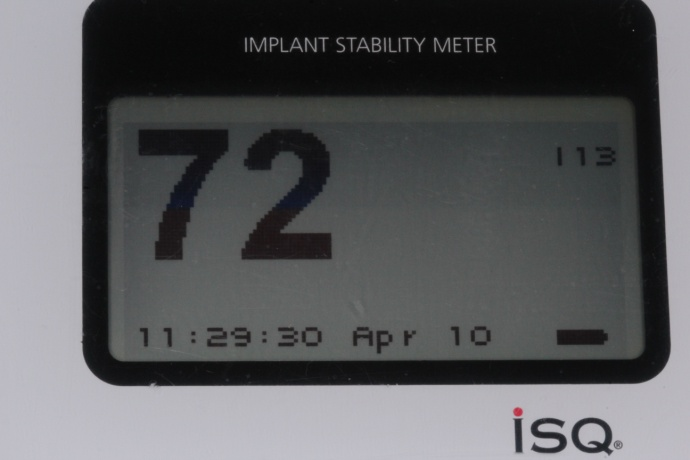 IMPLANT STABILITY METER
72
113
11:29:30 Apr 10
isQ®